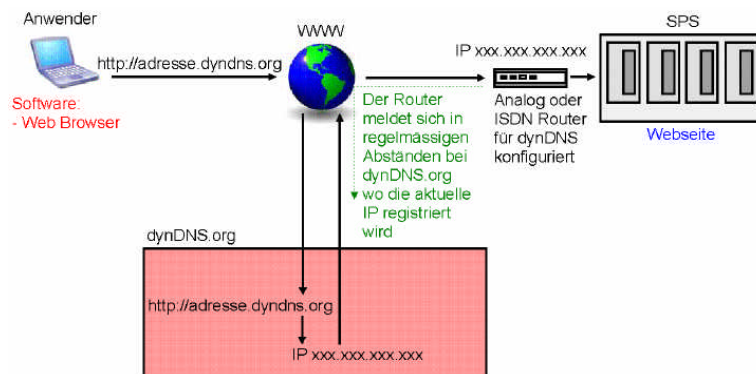 Anwender
WWW
SPS
http://adresse.dyndns.org
IP xxx.xxx.xxx.xxx
Software:
- Web Browser
Der Router
meldet sich in
regelmässigen
Abständen bei
dynDNS.org
wo die aktuelle
IP registriert
wird
Analog oder
ISDN Router
für dynDNS
konfiguriert
Webseite
dynDNS.org
http://adresse.dyndns.org
IP xxx.xxx.xxx.xxx